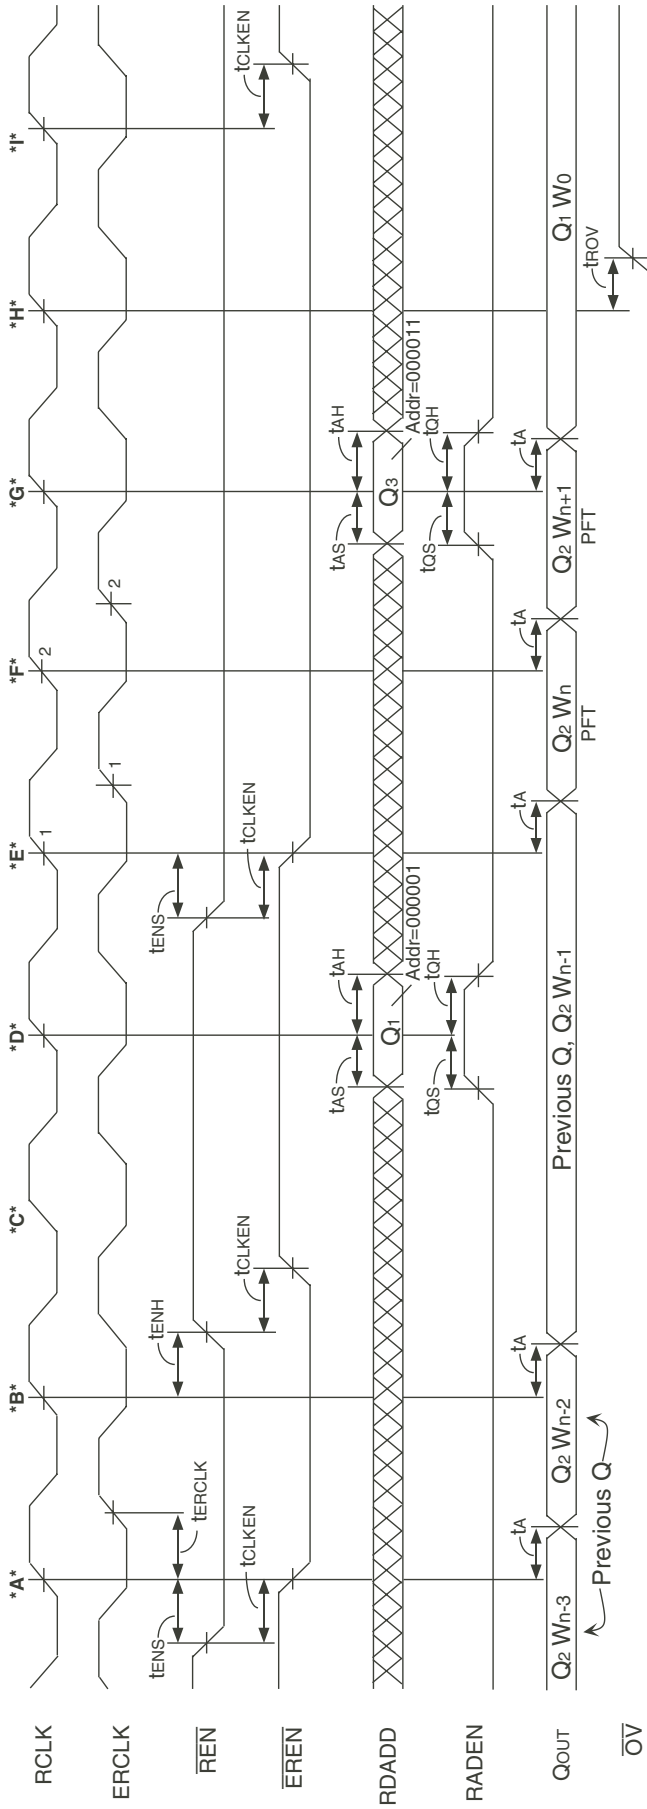 *A*
*B*
*C*
*D*
*E*
*F*
*G*
*H*
*I*
RCLK
1
2
ERCLK
tERCLK
1
2
REN
tENS
tENH
tENS
EREN
tCLKEN
tCLKEN
tCLKEN
tCLKEN
RDADD
tAS
tAH
Q1
Addr=000001
tAS
tAH
Q3
Addr=000011
RADEN
tQS
tQH
tQS
tQH
QOUT
tA
tA
tA
tA
tA
Q2 Wn-3
Q2 Wn-2
Previous Q, Q2 Wn-1
Q2 Wn
PFT
Q2 Wn+1
PFT
Q1 W0
Previous Q
OV
tROV